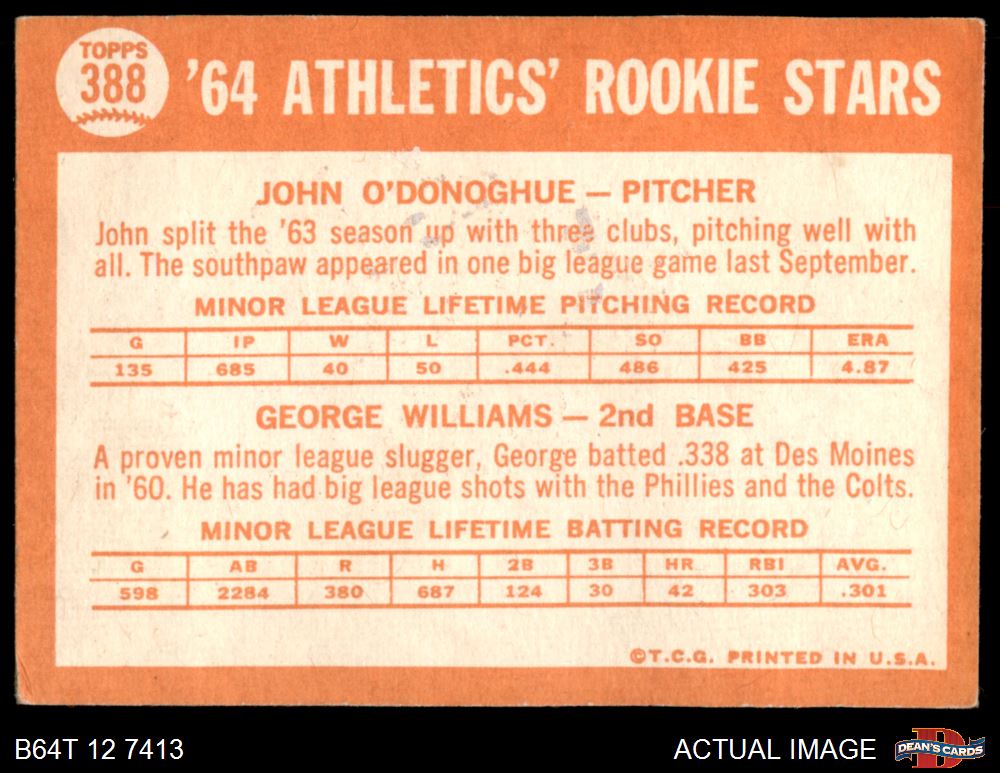 TOPPS
388
'64 ATHLETICS' ROOKIE STARS
JOHN O'DONOGHUE — PITCHER
John split the '63 season up with three clubs, pitching well with
all. The southpaw appeared in one big league game last September.
MINOR LEAGUE LIFETIME PITCHING RECORD
G IP W L PCT. SO BB ERA
135 685 40 50 .444 486 425 4.87
GEORGE WILLIAMS — 2nd BASE
A proven minor league slugger, George batted .338 at Des Moines
in '60. He has had big league shots with the Phillies and the Colts.
MINOR LEAGUE LIFETIME BATTING RECORD
G AB R H 2B 3B HR RBI AVG.
598 2284 380 687 124 30 42 303 .301
©T.C.G. PRINTED IN U.S.A.
B64T 12 7413
ACTUAL IMAGE
D
DEAN'S CARDS